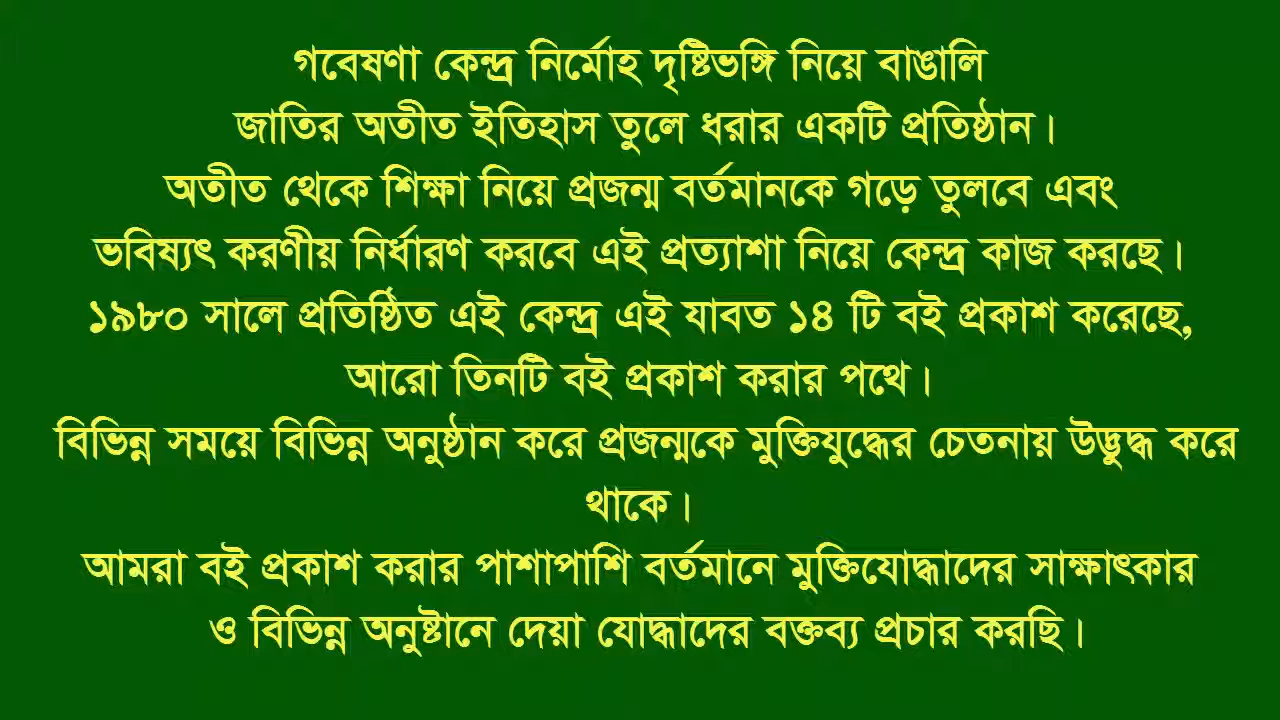 গবেষণা কেন্দ্র নির্মোহ দৃষ্টিভঙ্গি নিয়ে বাঙালি
জাতির অতীত ইতিহাস তুলে ধরার একটি প্রতিষ্ঠান।
অতীত থেকে শিক্ষা নিয়ে প্রজন্ম বর্তমানকে গড়ে তুলবে এবং
ভবিষ্যৎ করণীয় নির্ধারণ করবে এই প্রত্যাশা নিয়ে কেন্দ্র কাজ করছে।
১৯৮০ সালে প্রতিষ্ঠিত এই কেন্দ্র এই যাবত ১৪ টি বই প্রকাশ করেছে,
আরো তিনটি বই প্রকাশ করার পথে।
বিভিন্ন সময়ে বিভিন্ন অনুষ্ঠান করে প্রজন্মকে মুক্তিযুদ্ধের চেতনায় উদ্ভুদ্ধ করে
থাকে।
আমরা বই প্রকাশ করার পাশাপাশি বর্তমানে মুক্তিযোদ্ধাদের সাক্ষাৎকার
ও বিভিন্ন অনুষ্টানে দেয়া যোদ্ধাদের বক্তব্য প্রচার করছি।